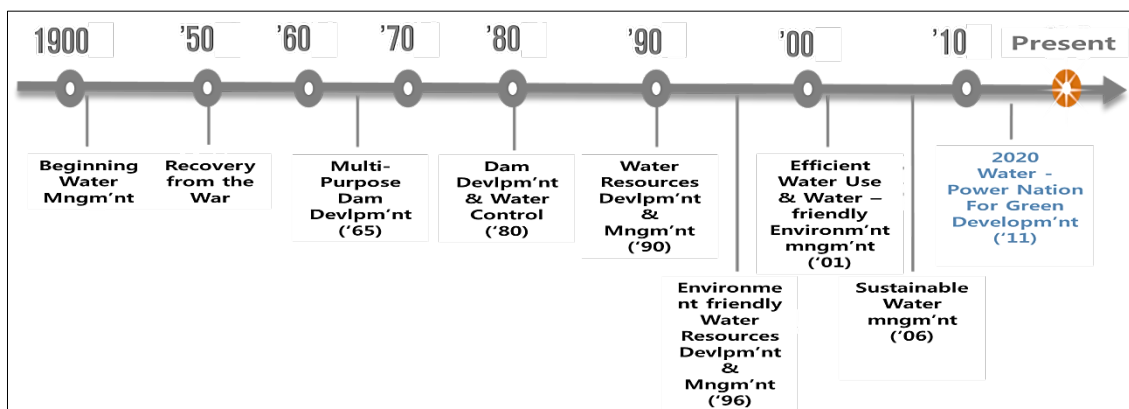 1900 '50 '60 '70 '80 '90 '00 '10 Present
Beginning
Water
Mngm'nt
Recovery
from the
War
Multi-
Purpose
Dam
Devlpm'nt
('65)
Dam
Devlpm'nt
& Water
Control
('80)
Water
Resources
Devlpm'nt
&
Mngm'nt
('90)
Environme
nt friendly
Water
Resources
Devlpm'nt
&
Mngm'nt
('96)
Efficient
Water Use
& Water –
friendly
Environm'nt
mngm'nt
('01)
Sustainable
Water
mngm'nt
('06)
2020
Water -
Power Nation
For Green
Developm'nt
('11)